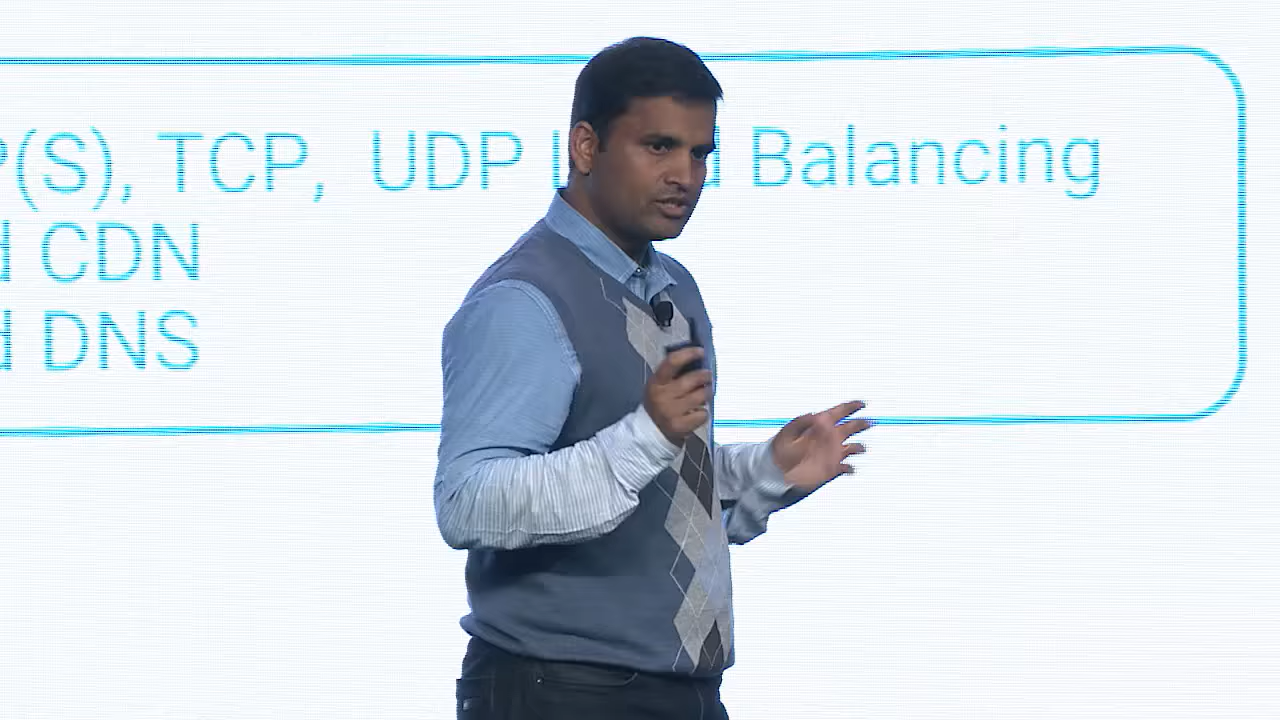 P(S), TCP, UDP Balancing
d CDN
d DNS